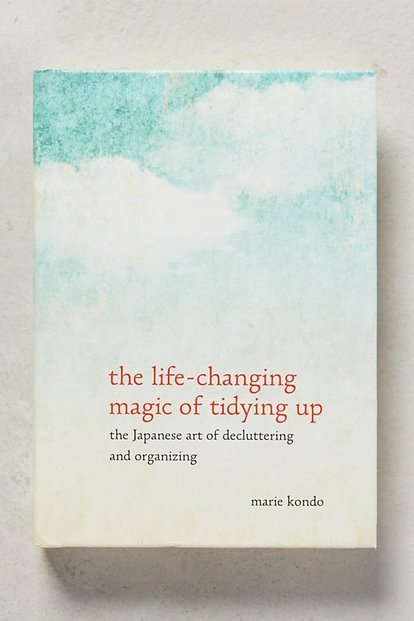 the life-changing
magic of tidying up
the Japanese art of decluttering
and organizing
marie kondo